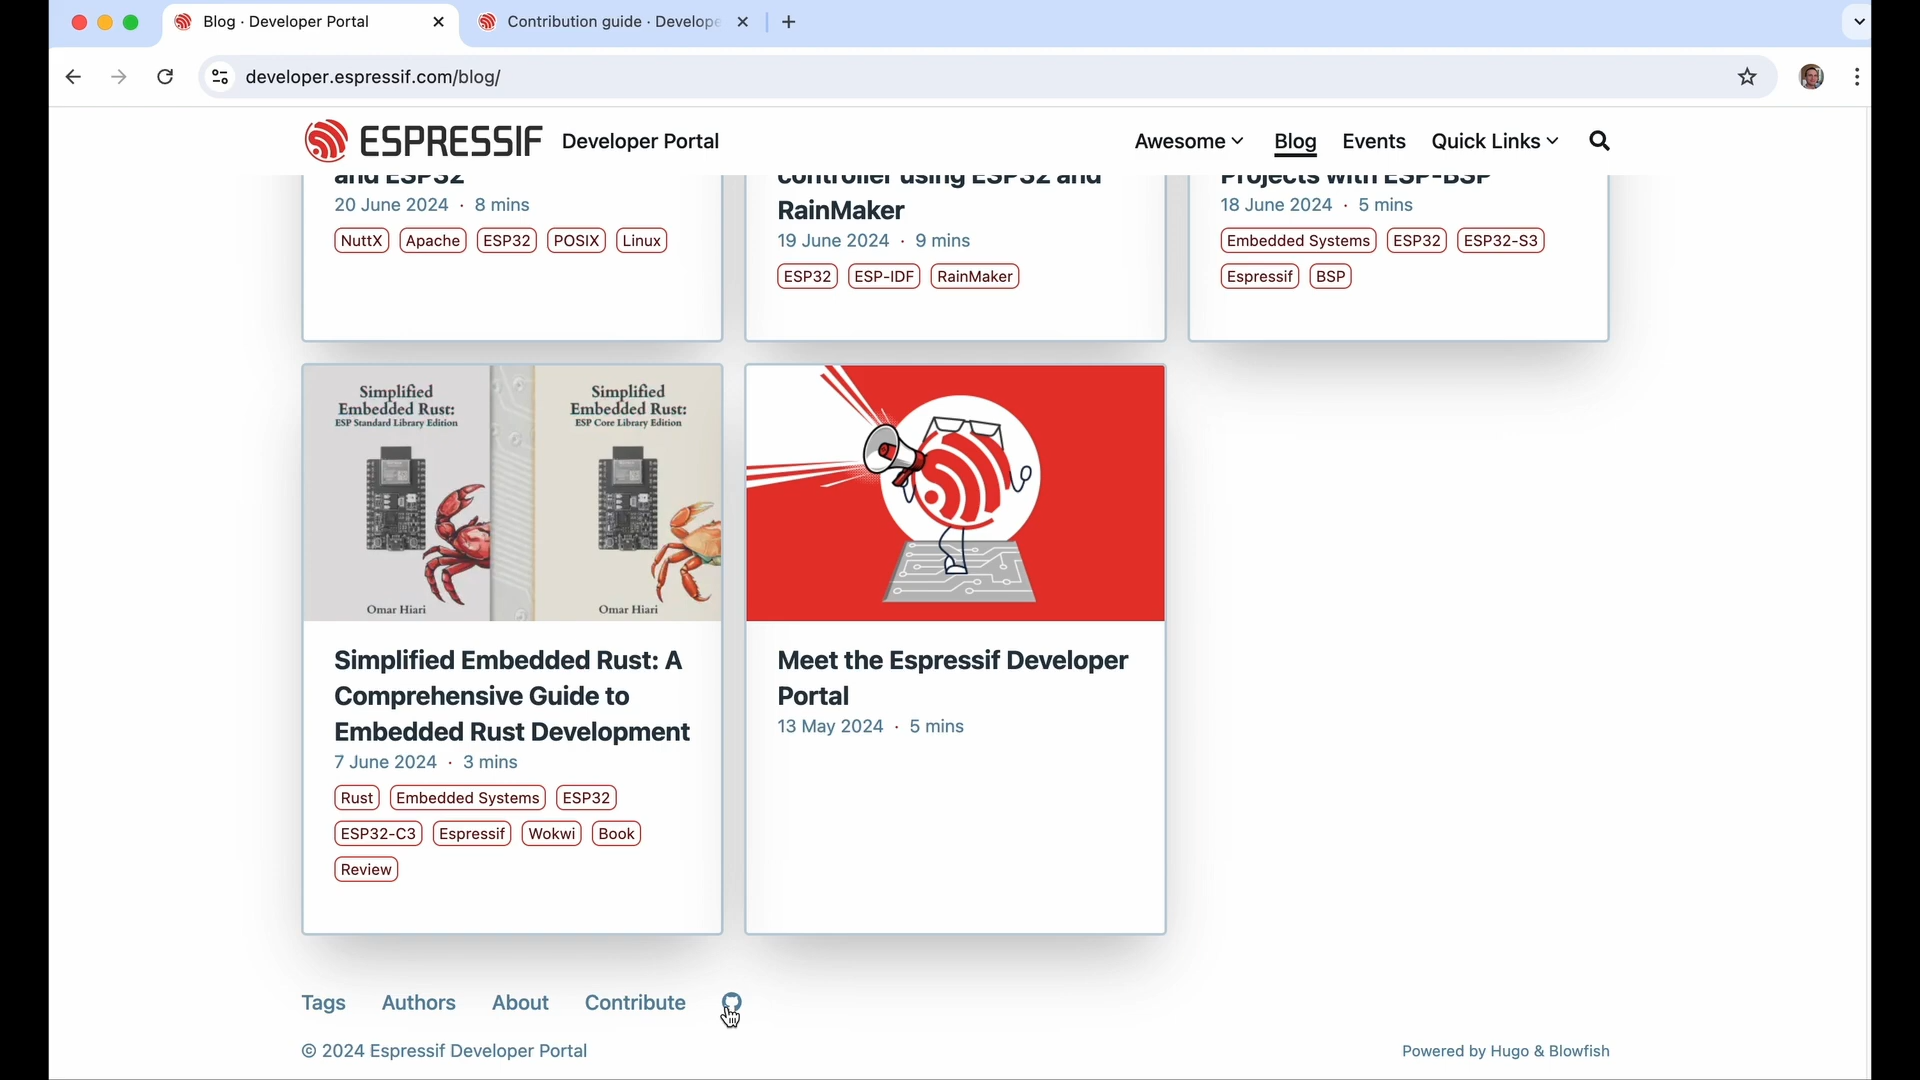 Blog · Developer Portal
Contribution guide · Develope
developer.espressif.com/blog/
ESPRESSIF Developer Portal
Awesome Blog Events Quick Links
and ESP32
20 June 2024 · 8 mins
NuttX Apache ESP32 POSIX Linux
controller using ESP32 and
RainMaker
19 June 2024 · 9 mins
ESP32 ESP-IDF RainMaker
Projects with ESP-BSP
18 June 2024 · 5 mins
Embedded Systems ESP32 ESP32-S3
Espressif BSP
Simplified
Embedded Rust:
ESP Standard Library Edition
Omar Hiari
Simplified
Embedded Rust:
ESP Core Library Edition
Omar Hiari
Simplified Embedded Rust: A
Comprehensive Guide to
Embedded Rust Development
7 June 2024 · 3 mins
Rust Embedded Systems ESP32
ESP32-C3 Espressif Wokwi Book
Review
Meet the Espressif Developer
Portal
13 May 2024 · 5 mins
Tags Authors About Contribute
© 2024 Espressif Developer Portal
Powered by Hugo & Blowfish